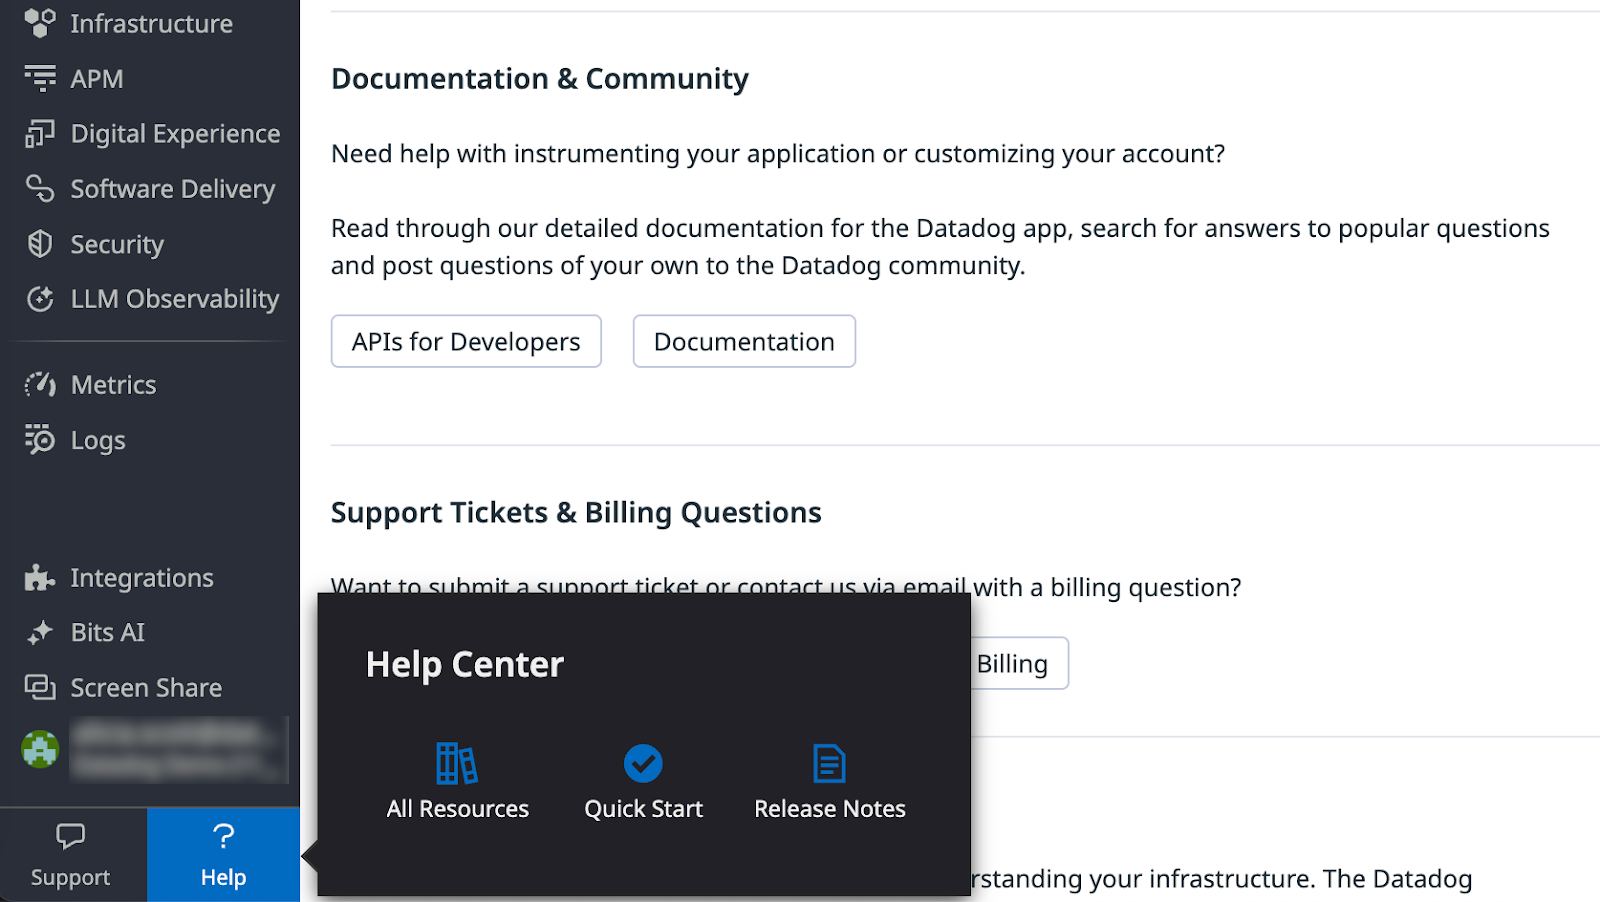 Infrastructure
APM
Digital Experience
Software Delivery
Security
LLM Observability
Metrics
Logs
Integrations
Bits AI
Screen Share
Support
Help
Documentation & Community
Need help with instrumenting your application or customizing your account?
Read through our detailed documentation for the Datadog app, search for answers to popular questions
and post questions of your own to the Datadog community.
APIs for Developers
Documentation
Support Tickets & Billing Questions
Want to submit a support ticket or contact us via email with a billing question?
Billing
Help Center
All Resources
Quick Start
Release Notes
your infrastructure. The Datadog